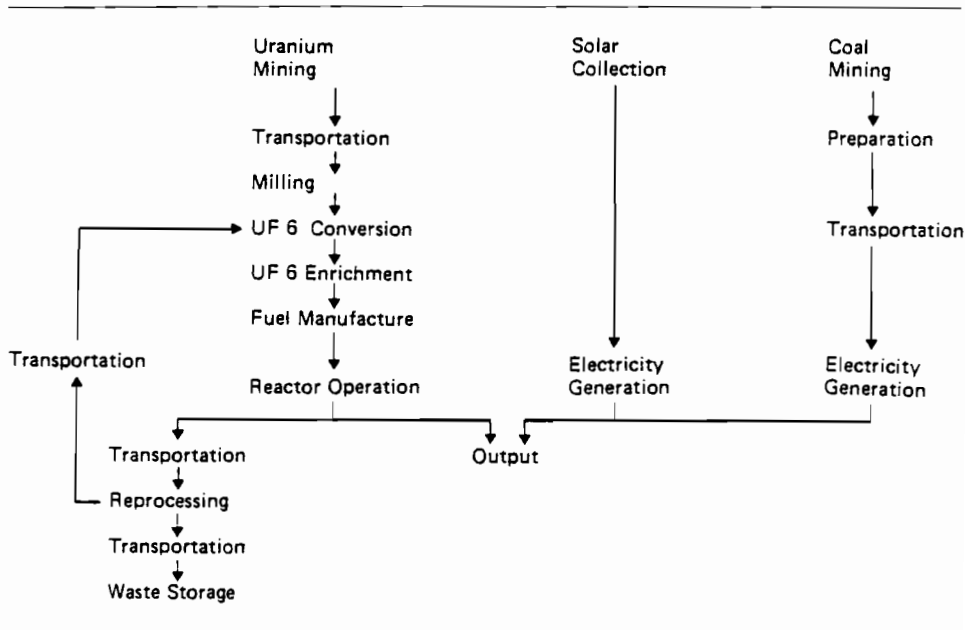 Uranium
Mining
Solar
Collection
Coal
Mining
Transportation
Preparation
Milling
UF 6 Conversion
Transportation
UF 6 Enrichment
Fuel Manufacture
Transportation
Reactor Operation
Electricity
Generation
Electricity
Generation
Transportation
Output
Reprocessing
Transportation
Waste Storage